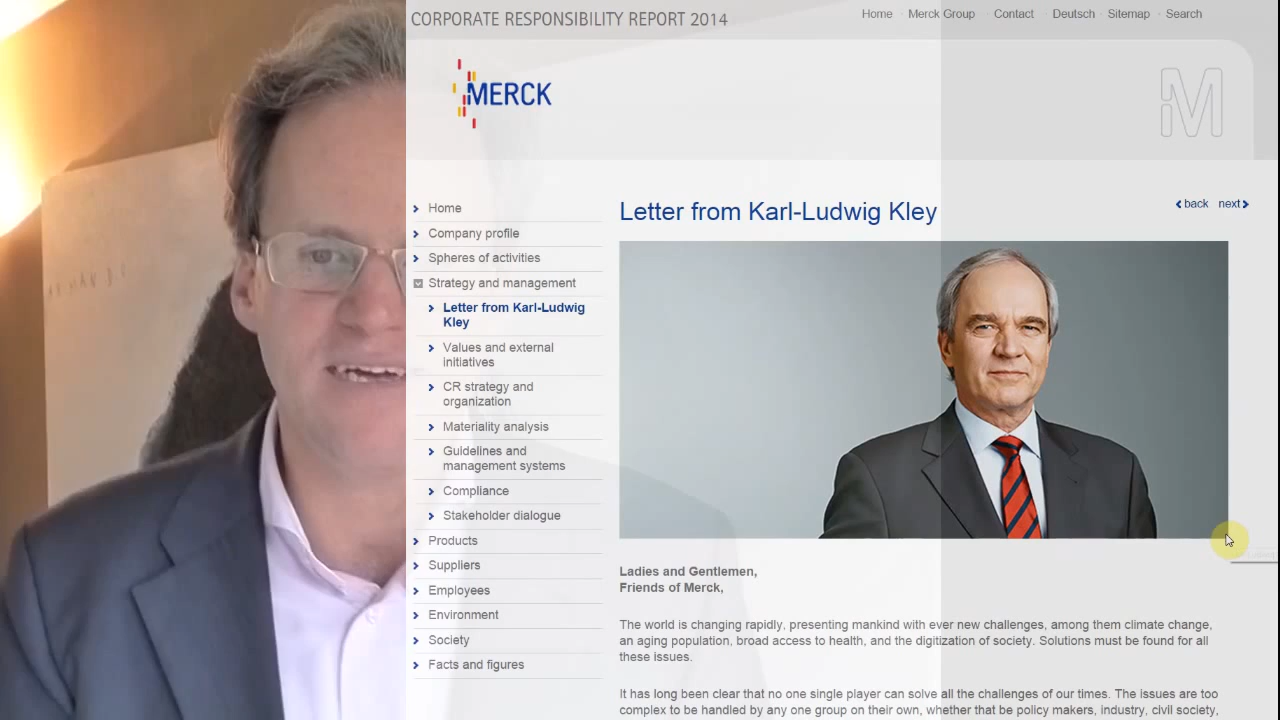 CORPORATE RESPONSIBILITY REPORT 2014
Home · Merck Group · Contact · Deutsch · Sitemap · Search
MERCK
M
Letter from Karl-Ludwig Kley
back next
Home
Company profile
Spheres of activities
Strategy and management
Letter from Karl-Ludwig
Kley
Values and external
initiatives
CR strategy and
organization
Materiality analysis
Guidelines and
management systems
Compliance
Stakeholder dialogue
Products
Suppliers
Employees
Environment
Society
Facts and figures
Ladies and Gentlemen,
Friends of Merck,
The world is changing rapidly, presenting mankind with ever new challenges, among them climate change,
an aging population, broad access to health, and the digitization of society. Solutions must be found for all
these issues.
It has long been clear that no one single player can solve all the challenges of our times. The issues are too
complex to be handled by any one group on their own, whether that be policy makers, industry, civil society,